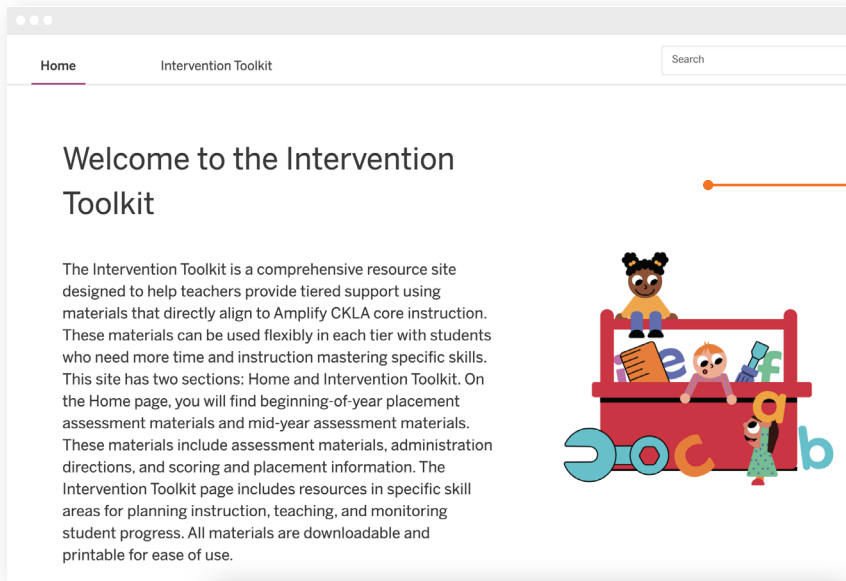 Home
Intervention Toolkit
Search
Welcome to the Intervention
Toolkit
The Intervention Toolkit is a comprehensive resource site
designed to help teachers provide tiered support using
materials that directly align to Amplify CKLA core instruction.
These materials can be used flexibly in each tier with students
who need more time and instruction mastering specific skills.
This site has two sections: Home and Intervention Toolkit. On
the Home page, you will find beginning-of-year placement
assessment materials and mid-year assessment materials.
These materials include assessment materials, administration
directions, and scoring and placement information. The
Intervention Toolkit page includes resources in specific skill
areas for planning instruction, teaching, and monitoring
student progress. All materials are downloadable and
printable for ease of use.
i
e
f
a
c
b